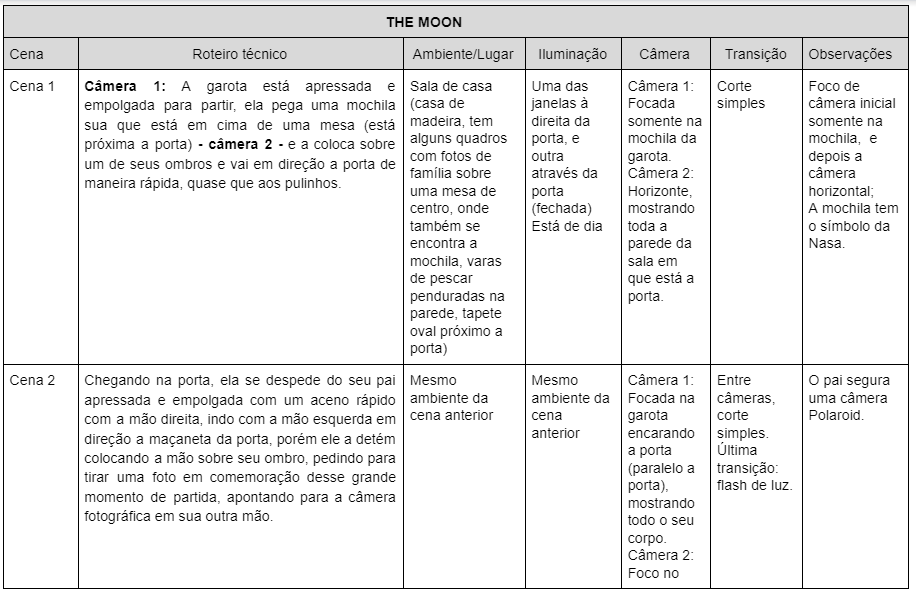 THE MOON
Cena
Roteiro técnico
Ambiente/Lugar
Iluminação
Câmera
Transição
Observações
Cena 1
Câmera 1: A garota está apressada e
empolgada para partir, ela pega uma mochila
sua que está em cima de uma mesa (está
próxima a porta) - câmera 2 - e a coloca sobre
um de seus ombros e vai em direção a porta de
maneira rápida, quase que aos pulinhos.
Sala de casa
(casa de
madeira, tem
alguns quadros
com fotos de
família sobre
uma mesa de
centro, onde
também se
encontra a
mochila, varas
de pescar
penduradas na
parede, tapete
oval próximo a
porta)
Uma das
janelas à
direita da
porta, e
outra
através da
porta
(fechada)
Está de dia
Câmera 1:
Focada
somente na
mochila da
garota.
Câmera 2:
Horizonte,
mostrando
toda a
parede da
sala em
que está a
porta.
Corte
simples
Foco de
câmera inicial
somente na
mochila, e
depois a
câmera
horizontal;
A mochila tem
o símbolo da
Nasa.
Cena 2
Chegando na porta, ela se despede do seu pai
apressada e empolgada com um aceno rápido
com a mão direita, indo com a mão esquerda em
direção a maçaneta da porta, porém ele a detém
colocando a mão sobre seu ombro, pedindo para
tirar uma foto em comemoração desse grande
momento de partida, apontando para a câmera
fotográfica em sua outra mão.
Mesmo
ambiente da
cena anterior
Mesmo
ambiente da
cena
anterior
Câmera 1:
Focada na
garota
encarando
a porta
(paralelo a
porta),
mostrando
todo o seu
corpo.
Câmera 2:
Foco no
Entre
câmeras,
corte
simples.
Última
transição:
flash de luz.
O pai segura
uma câmera
Polaroid.